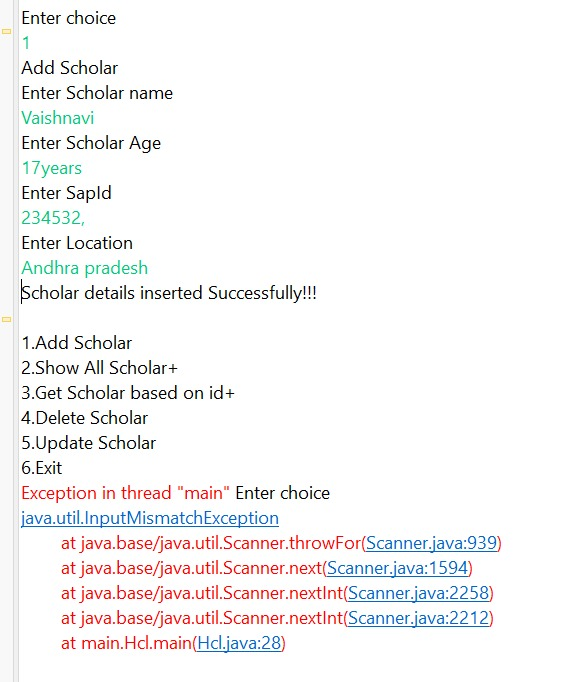 Enter choice
1
Add Scholar
Enter Scholar name
Vaishnavi
Enter Scholar Age
17years
Enter SapId
234532,
Enter Location
Andhra pradesh
Scholar details inserted Successfully!!!
1.Add Scholar
2.Show All Scholar+
3.Get Scholar based on id+
4.Delete Scholar
5.Update Scholar
6.Exit
Exception in thread "main" Enter choice
java.util.InputMismatchException
at java.base/java.util.Scanner.throwFor(Scanner.java:939)
at java.base/java.util.Scanner.next(Scanner.java:1594)
at java.base/java.util.Scanner.nextInt(Scanner.java:2258)
at java.base/java.util.Scanner.nextInt(Scanner.java:2212)
at main.Hcl.main(Hcl.java:28)